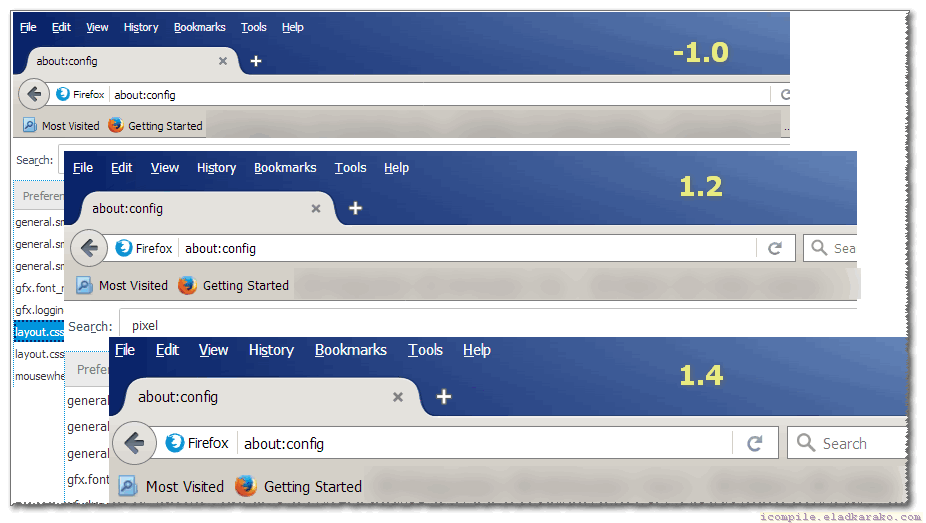 File Edit View History Bookmarks Tools Help
-1.0
about:config
Firefox about:config
Most Visited Getting Started
..
Search:
File Edit View History Bookmarks Tools Help
1.2
Preferen
about:config
general.sm
general.sm
Firefox about:config
Sea
general.sm
gfx.font_r
Most Visited Getting Started
gfx.loggin
layout.css
Search: pixel
layout.css
File Edit View History Bookmarks Tools Help
mousewhe
1.4
Prefer
about:config
general
general
Firefox about:config
Search
general
gfx.font
Most Visited Getting Started
icompile.eladkarako.com